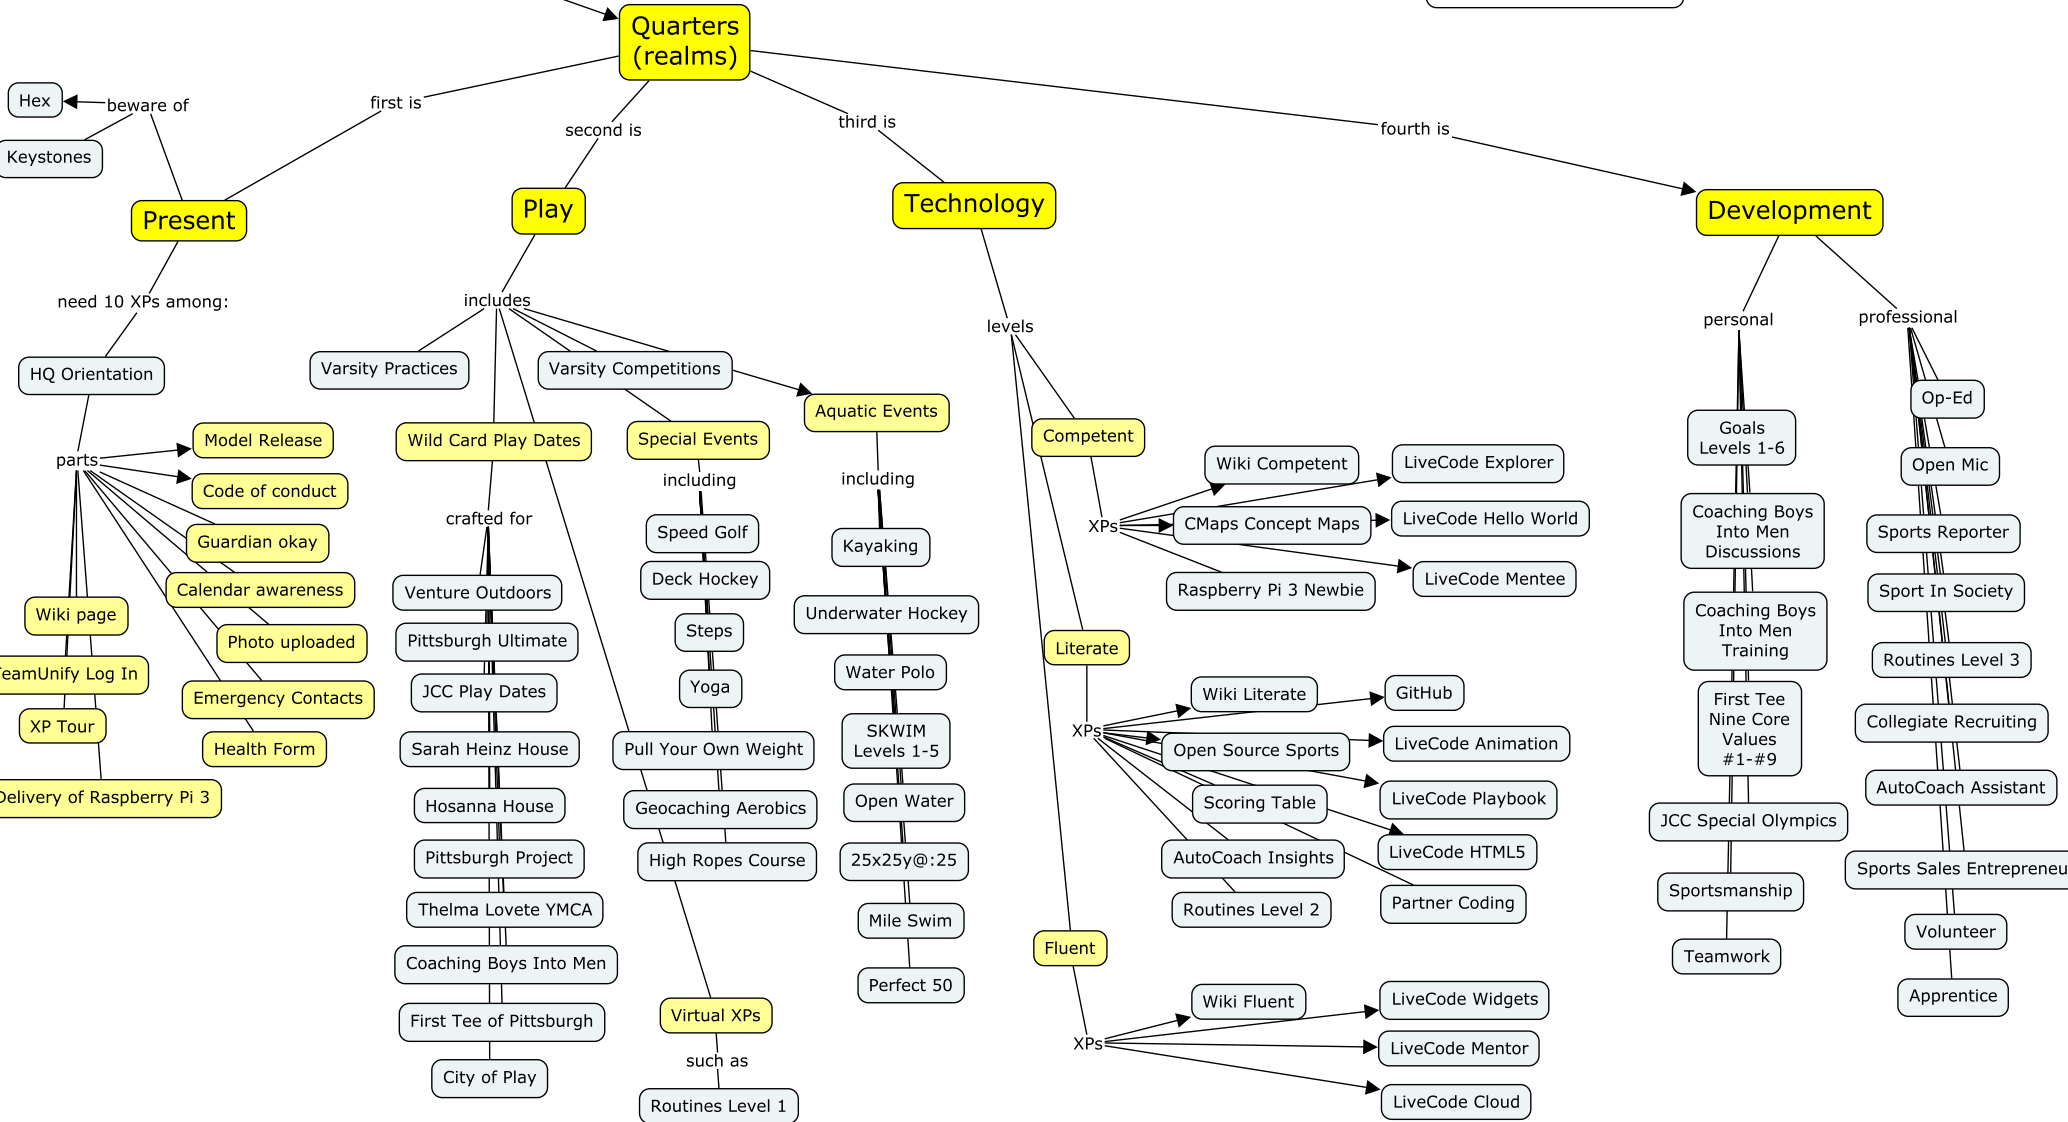 Quarters
(realms)
first is
second is
third is
fourth is
Hex
beware of
Keystones
Present
need 10 XPs among:
HQ Orientation
parts
Model Release
Code of conduct
Guardian okay
Calendar awareness
Wiki page
Photo uploaded
TeamUnify Log In
Emergency Contacts
XP Tour
Health Form
Delivery of Raspberry Pi 3
Play
includes
Varsity Practices
Varsity Competitions
Wild Card Play Dates
crafted for
Venture Outdoors
Pittsburgh Ultimate
JCC Play Dates
Sarah Heinz House
Hosanna House
Pittsburgh Project
Thelma Lovete YMCA
Coaching Boys Into Men
First Tee of Pittsburgh
City of Play
Special Events
including
Speed Golf
Deck Hockey
Steps
Yoga
Pull Your Own Weight
Geocaching Aerobics
High Ropes Course
Virtual XPs
such as
Routines Level 1
Aquatic Events
including
Kayaking
Underwater Hockey
Water Polo
SKWIM
Levels 1-5
Open Water
25x25y@:25
Mile Swim
Perfect 50
Technology
levels
Competent
XPs
Wiki Competent
LiveCode Explorer
CMaps Concept Maps
LiveCode Hello World
Raspberry Pi 3 Newbie
LiveCode Mentee
Literate
XPs
Wiki Literate
GitHub
Open Source Sports
LiveCode Animation
Scoring Table
LiveCode Playbook
AutoCoach Insights
LiveCode HTML5
Routines Level 2
Partner Coding
Fluent
XPs
Wiki Fluent
LiveCode Widgets
LiveCode Mentor
LiveCode Cloud
Development
personal
Goals
Levels 1-6
Coaching Boys
Into Men
Discussions
Coaching Boys
Into Men
Training
First Tee
Nine Core
Values
#1-#9
JCC Special Olympics
Sportsmanship
Teamwork
professional
Op-Ed
Open Mic
Sports Reporter
Sport In Society
Routines Level 3
Collegiate Recruiting
AutoCoach Assistant
Sports Sales Entrepreneu
Volunteer
Apprentice